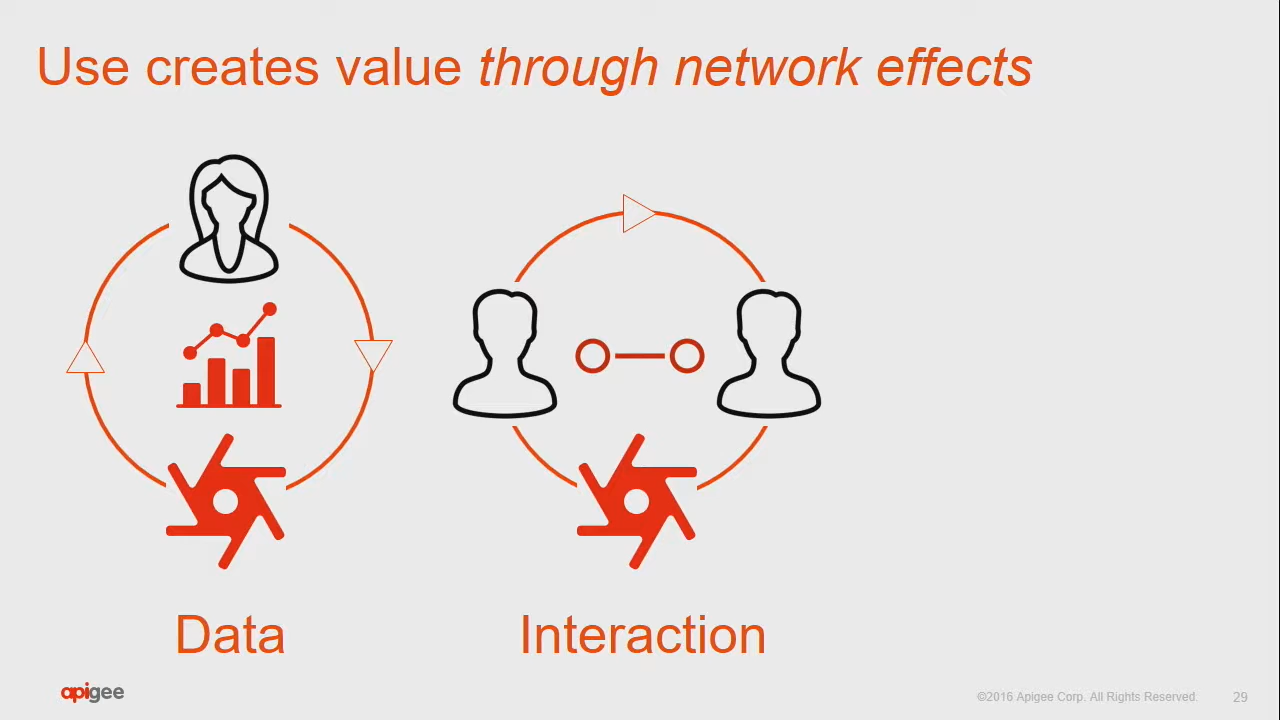 Use creates value through network effects
Data
Interaction
apigee
©2016 Apigee Corp. All Rights Reserved.
29